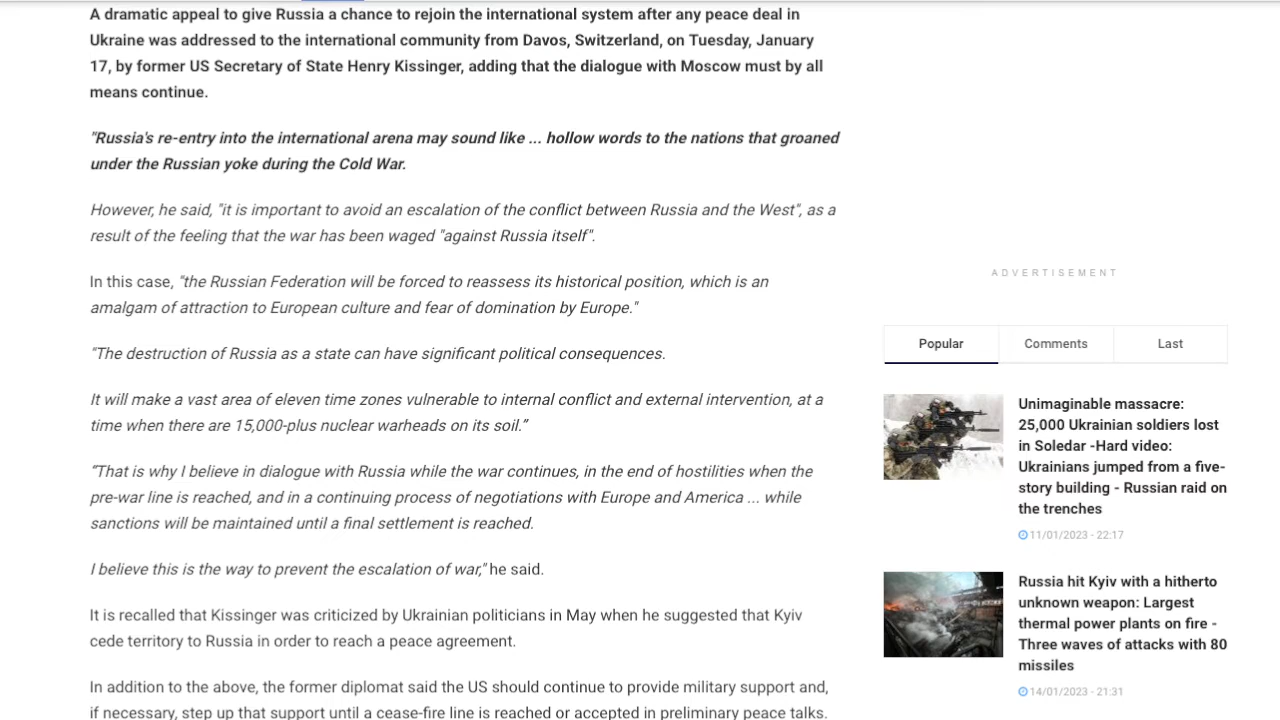 A dramatic appeal to give Russia a chance to rejoin the international system after any peace deal in
Ukraine was addressed to the international community from Davos, Switzerland, on Tuesday, January
17, by former US Secretary of State Henry Kissinger, adding that the dialogue with Moscow must by all
means continue.
"Russia's re-entry into the international arena may sound like ... hollow words to the nations that groaned
under the Russian yoke during the Cold War.
However, he said, "it is important to avoid an escalation of the conflict between Russia and the West", as a
result of the feeling that the war has been waged "against Russia itself".
In this case, "the Russian Federation will be forced to reassess its historical position, which is an
amalgam of attraction to European culture and fear of domination by Europe."
"The destruction of Russia as a state can have significant political consequences.
It will make a vast area of eleven time zones vulnerable to internal conflict and external intervention, at a
time when there are 15,000-plus nuclear warheads on its soil.”
“That is why I believe in dialogue with Russia while the war continues, in the end of hostilities when the
pre-war line is reached, and in a continuing process of negotiations with Europe and America ... while
sanctions will be maintained until a final settlement is reached.
I believe this is the way to prevent the escalation of war," he said.
It is recalled that Kissinger was criticized by Ukrainian politicians in May when he suggested that Kyiv
cede territory to Russia in order to reach a peace agreement.
In addition to the above, the former diplomat said the US should continue to provide military support and,
if necessary, step up that support until a cease-fire line is reached or accepted in preliminary peace talks.
ADVERTISEMENT
Popular
Comments
Last
Unimaginable massacre:
25,000 Ukrainian soldiers lost
in Soledar -Hard video:
Ukrainians jumped from a five-
story building - Russian raid on
the trenches
11/01/2023 - 22:17
Russia hit Kyiv with a hitherto
unknown weapon: Largest
thermal power plants on fire -
Three waves of attacks with 80
missiles
14/01/2023 - 21:31